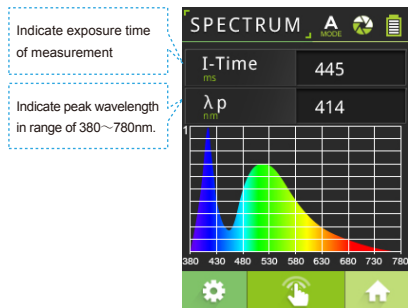 Indicate exposure time
of measurement
Indicate peak wavelength
in range of 380～780nm.
SPECTRUM
A
MODE
I-Time
ms
445
λp
nm
414
1
380 430 480 530 580 630 680 730 780